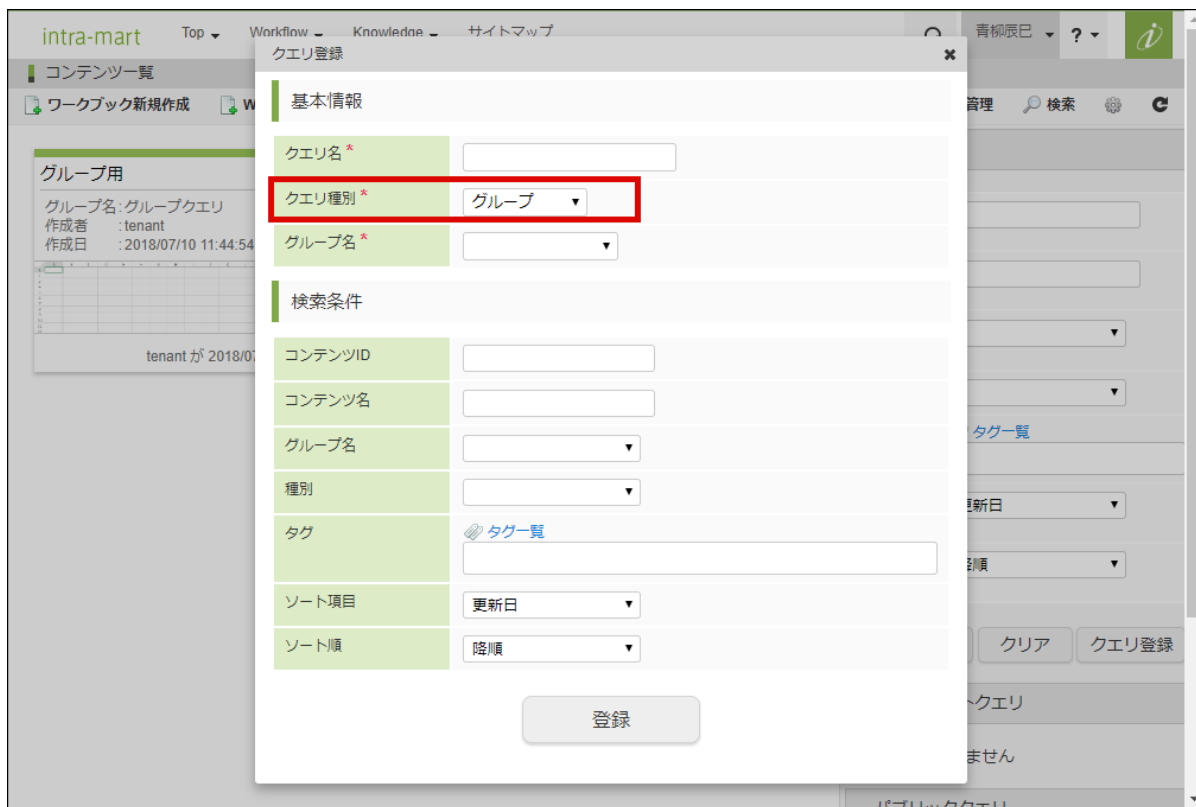 intra-mart Top Workflow Knowledge サイトマップ 青柳辰巳 ?
コンテンツ一覧
ワークブック新規作成 W 管理 検索
クエリ登録
基本情報
クエリ名 *
クエリ種別 * グループ
グループ名 *
検索条件
コンテンツID
コンテンツ名
グループ名
種別
タグ タグ一覧
ソート項目 更新日
ソート順 降順
登録
グループ用
グループ名:グループクエリ
作成者 :tenant
作成日 :2018/07/10 11:44:54
tenant が 2018/07
タグ一覧
更新日
降順
クリア クエリ登録
トクエリ
ません
パブリッククエリ